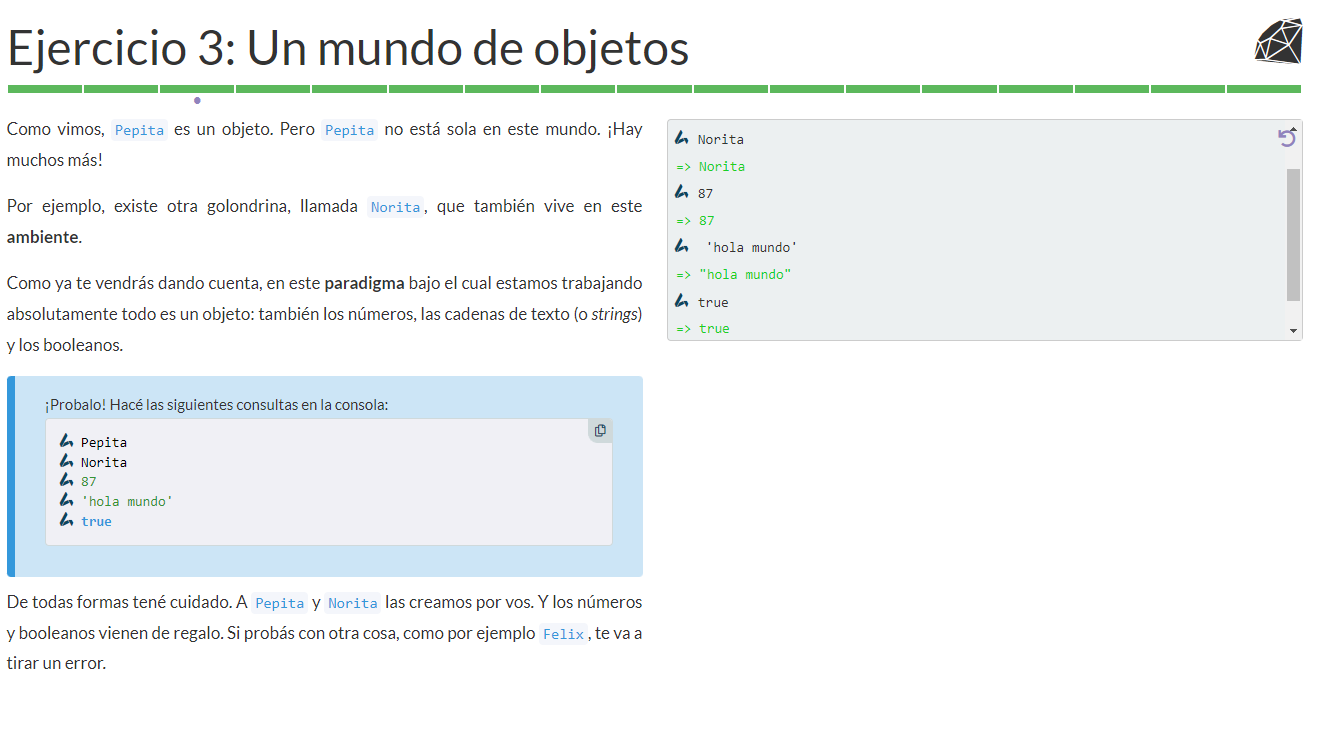 Ejercicio 3: Un mundo de objetos
Como vimos, Pepita es un objeto. Pero Pepita no está sola en este mundo. ¡Hay
muchos más!
Por ejemplo, existe otra golondrina, llamada Norita, que también vive en este
ambiente.
Como ya te vendrás dando cuenta, en este paradigma bajo el cual estamos trabajando
absolutamente todo es un objeto: también los números, las cadenas de texto (o strings)
y los booleanos.
¡Probalo! Hacé las siguientes consultas en la consola:
Pepita
Norita
87
'hola mundo'
true
De todas formas tené cuidado. A Pepita y Norita las creamos por vos. Y los números
y booleanos vienen de regalo. Si probás con otra cosa, como por ejemplo Felix, te va a
tirar un error.
Norita
=> Norita
87
=> 87
'hola mundo'
=> "hola mundo"
true
=> true